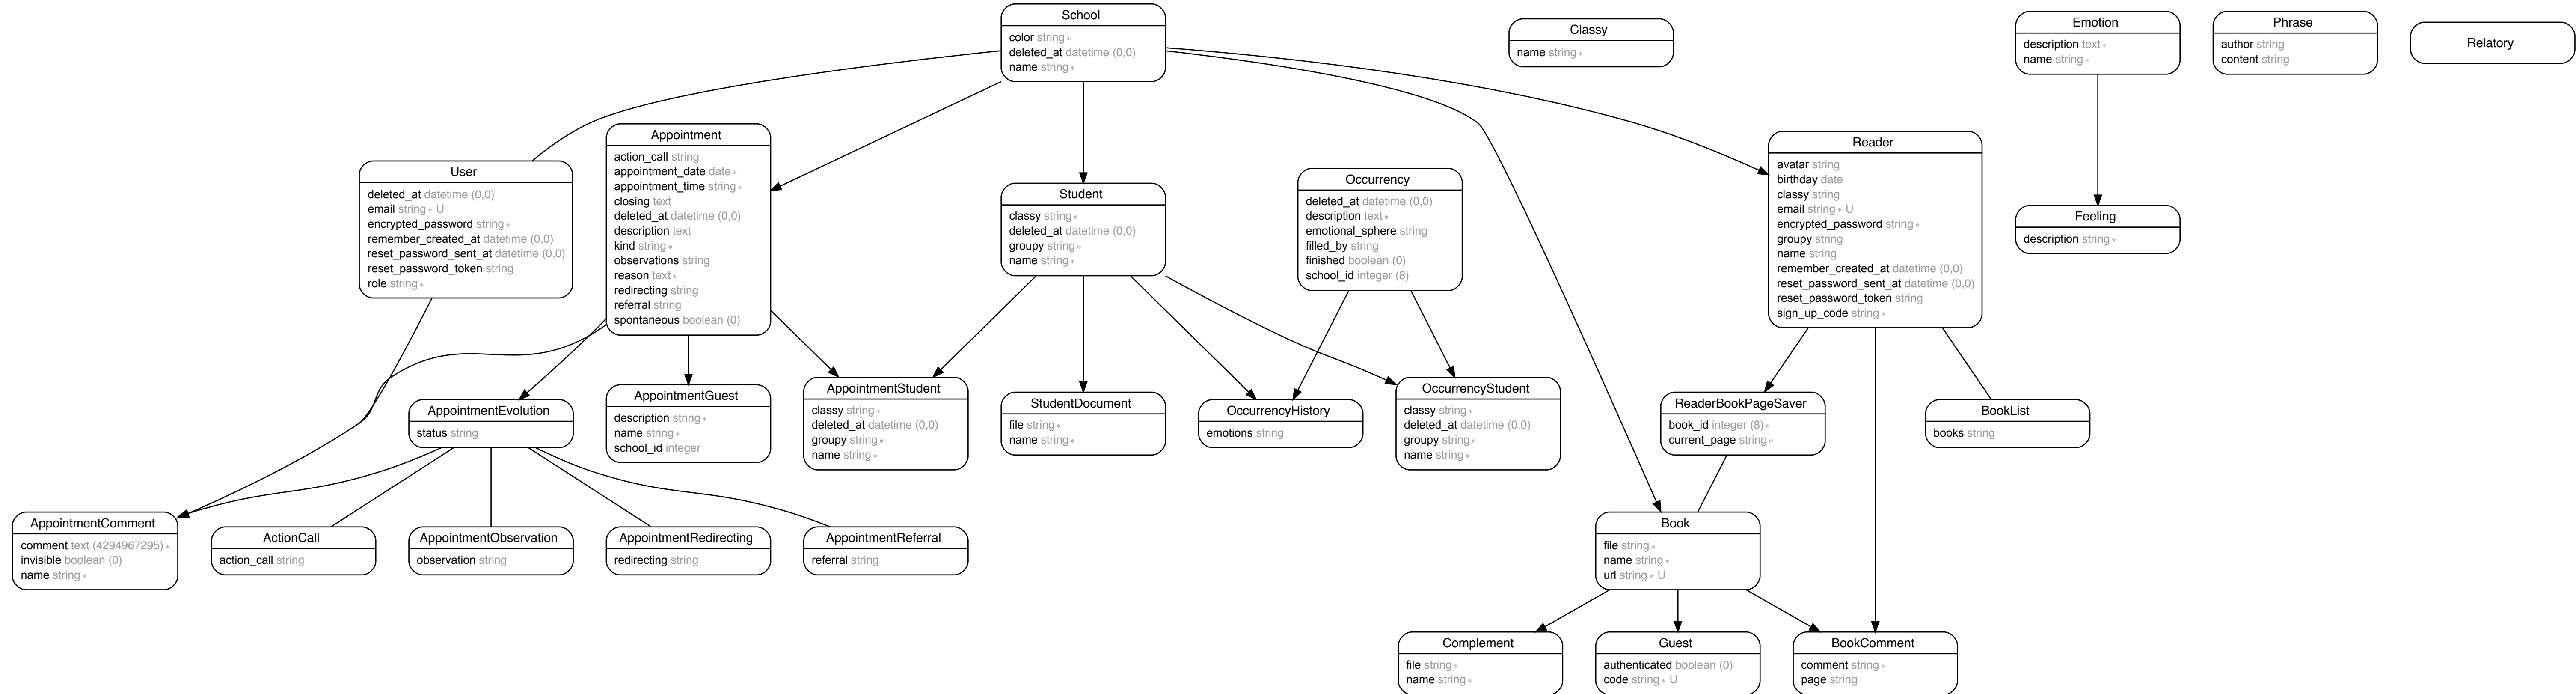 School
color string *
deleted_at datetime (0,0)
name string *
Classy
name string *
Emotion
description text *
name string *
Phrase
author string
content string
Relatory
User
deleted_at datetime (0,0)
email string * U
encrypted_password string *
remember_created_at datetime (0,0)
reset_password_sent_at datetime (0,0)
reset_password_token string
role string *
Appointment
action_call string
appointment_date date *
appointment_time string *
closing text
deleted_at datetime (0,0)
description text
kind string *
observations string
reason text *
redirecting string
referral string
spontaneous boolean (0)
Student
classy string *
deleted_at datetime (0,0)
groupy string *
name string *
Occurrency
deleted_at datetime (0,0)
description text *
emotional_sphere string
filled_by string
finished boolean (0)
school_id integer (8)
Reader
avatar string
birthday date
classy string
email string * U
encrypted_password string *
groupy string
name string
remember_created_at datetime (0,0)
reset_password_sent_at datetime (0,0)
reset_password_token string
sign_up_code string *
Feeling
description string *
AppointmentEvolution
status string
AppointmentGuest
description string *
name string *
school_id integer
AppointmentStudent
classy string *
deleted_at datetime (0,0)
groupy string *
name string *
StudentDocument
file string *
name string *
OccurrencyHistory
emotions string
OccurrencyStudent
classy string *
deleted_at datetime (0,0)
groupy string *
name string *
ReaderBookPageSaver
book_id integer (8) *
current_page string *
BookList
books string
AppointmentComment
comment text (4294967295) *
invisible boolean (0)
name string *
ActionCall
action_call string
AppointmentObservation
observation string
AppointmentRedirecting
redirecting string
AppointmentReferral
referral string
Book
file string *
name string *
url string * U
Complement
file string *
name string *
Guest
authenticated boolean (0)
code string * U
BookComment
comment string *
page string